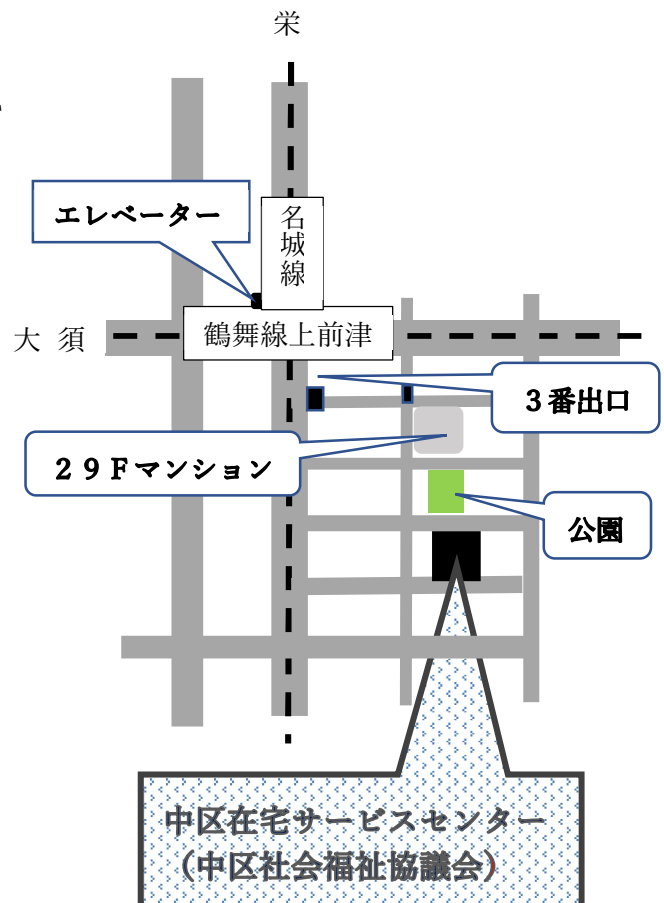 栄
エレベーター
名城線
大須
鶴舞線上前津
3番出口
29Fマンション
公園
中区在宅サービスセンター
（中区社会福祉協議会）